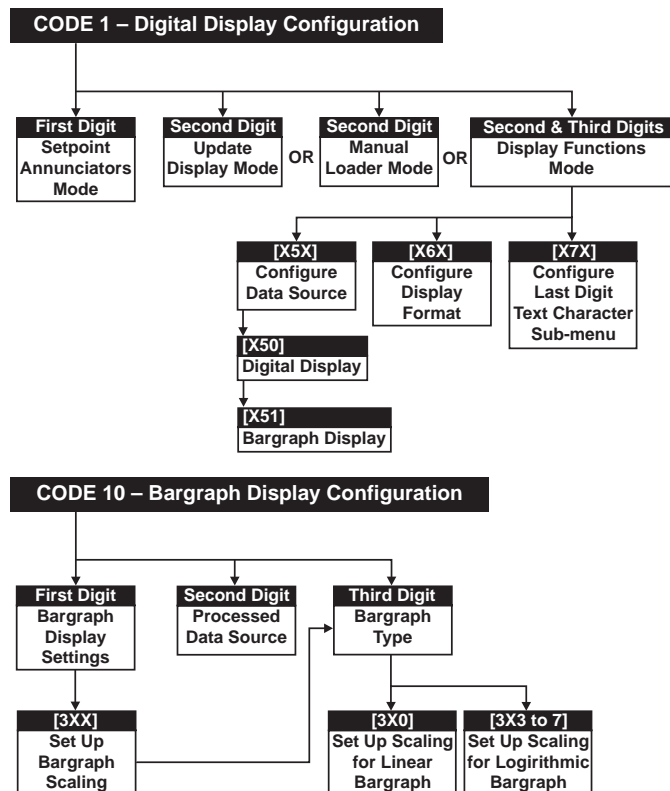 CODE 1 – Digital Display Configuration
First Digit
Setpoint
Annunciators
Mode
Second Digit
Update
Display Mode
OR
Second Digit
Manual
Loader Mode
OR
Second & Third Digits
Display Functions
Mode
[X5X]
Configure
Data Source
[X6X]
Configure
Display
Format
[X7X]
Configure
Last Digit
Text Character
Sub-menu
[X50]
Digital Display
[X51]
Bargraph Display
CODE 10 – Bargraph Display Configuration
First Digit
Bargraph
Display
Settings
Second Digit
Processed
Data Source
Third Digit
Bargraph
Type
[3XX]
Set Up
Bargraph
Scaling
[3X0]
Set Up Scaling
for Linear
Bargraph
[3X3 to 7]
Set Up Scaling
for Logirithmic
Bargraph